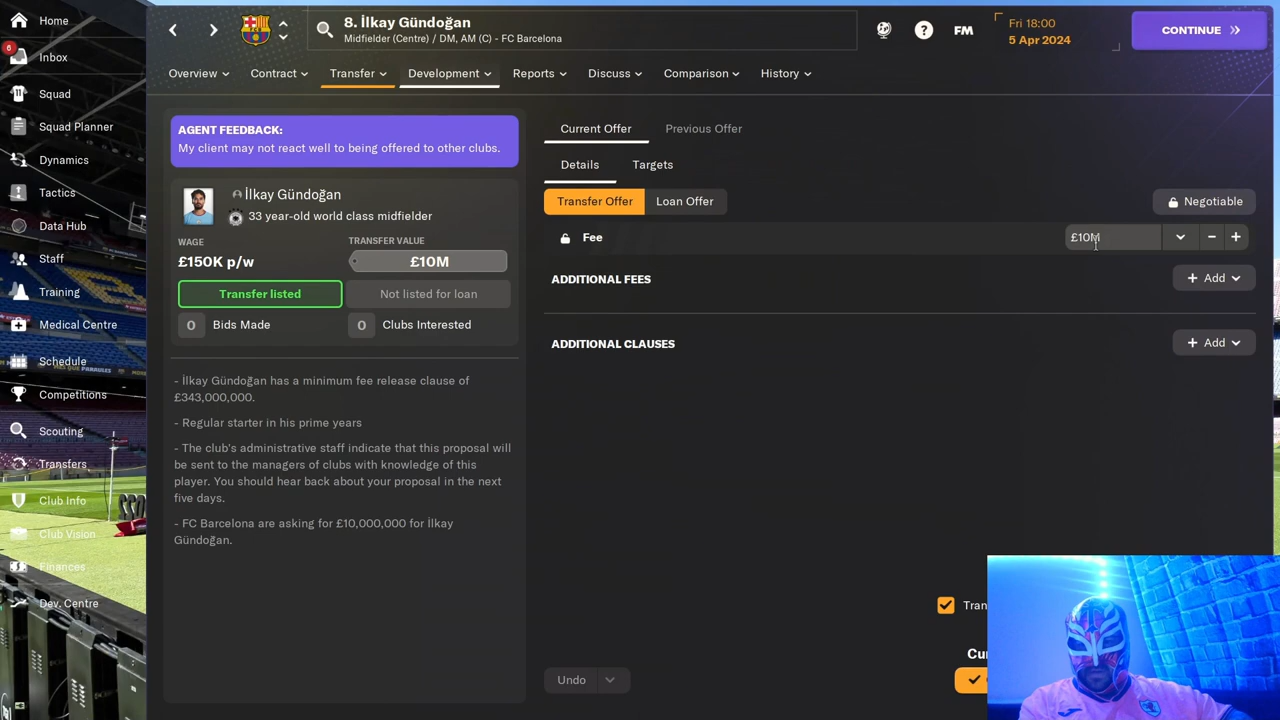 Home
6
Inbox
Squad
Squad Planner
Dynamics
Tactics
Data Hub
Staff
Training
Medical Centre
Schedule
Competitions
Scouting
Transfers
Club Info
Club Vision
Finances
Dev. Centre
8. İlkay Gündoğan
Midfielder (Centre) / DM, AM (C) - FC Barcelona
FM
Fri 18:00
5 Apr 2024
CONTINUE
Overview
Contract
Transfer
Development
Reports
Discuss
Comparison
History
AGENT FEEDBACK:
My client may not react well to being offered to other clubs.
İlkay Gündoğan
33 year-old world class midfielder
WAGE
£150K p/w
TRANSFER VALUE
£10M
Transfer listed
Not listed for loan
0 Bids Made
0 Clubs Interested
- İlkay Gündoğan has a minimum fee release clause of
£343,000,000.
- Regular starter in his prime years
- The club's administrative staff indicate that this proposal will
be sent to the managers of clubs with knowledge of this
player. You should hear back about your proposal in the next
five days.
- FC Barcelona are asking for £10,000,000 for İlkay
Gündoğan.
Current Offer
Previous Offer
Details
Targets
Transfer Offer
Loan Offer
Negotiable
Fee
£10M
ADDITIONAL FEES
Add
ADDITIONAL CLAUSES
Add
Undo